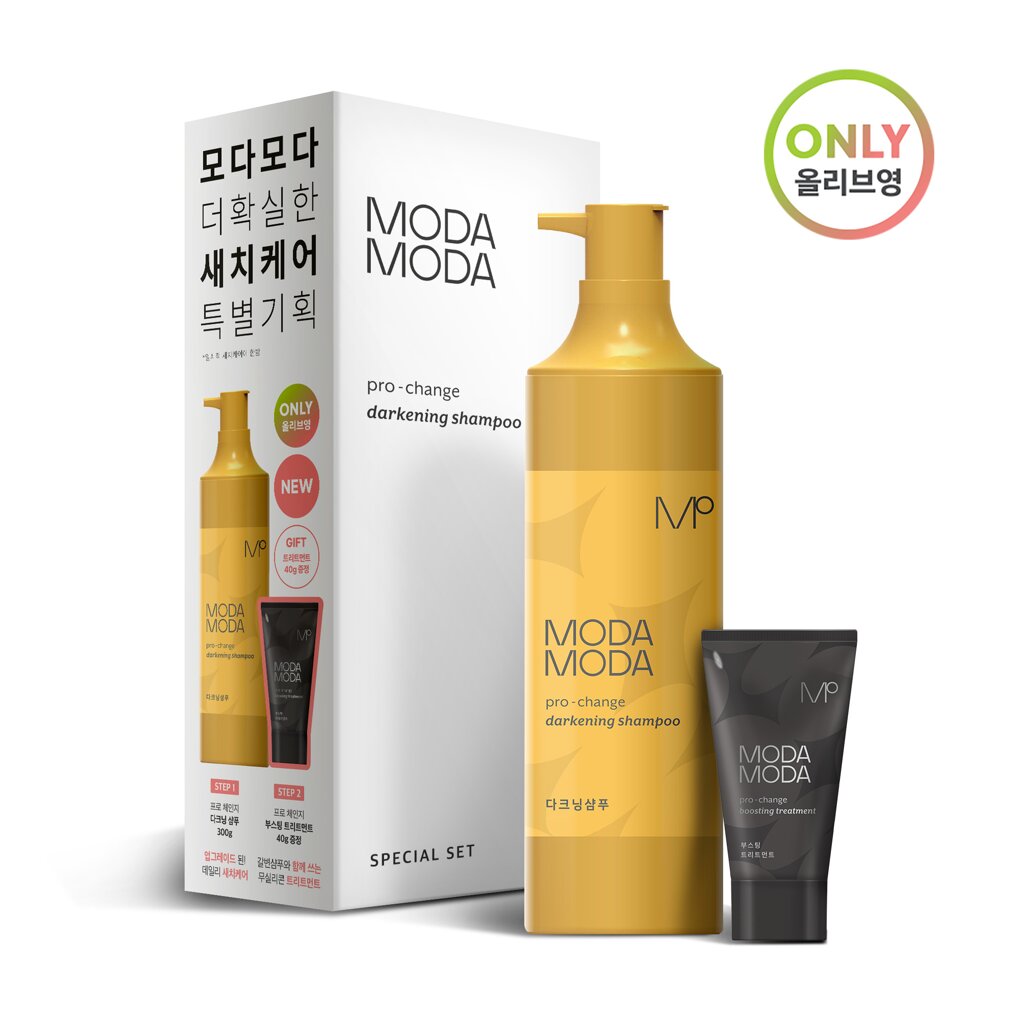 모다모다
더확실한
새치케어
특별기획
ONLY
올리브영
NEW
GIFT
트리트먼트
40g 증정
MP
MODA
MODA
pro-change
darkening shampoo
다크닝샴푸
MP
MODA
MODA
STEP 1
프로 체인지
다크닝 샴푸
300g
업그레이드 된!
데일리 새치케어
STEP 2
프로 체인지
부스팅 트리트먼트
40g 증정
갈변샴푸와 함께 쓰는
무실리콘 트리트먼트
MODA
MODA
pro-change
darkening shampoo
SPECIAL SET
MP
MODA
MODA
pro-change
darkening shampoo
다크닝샴푸
MP
MODA
MODA
pro-change
boosting treatment
부스팅
트리트먼트
ONLY
올리브영